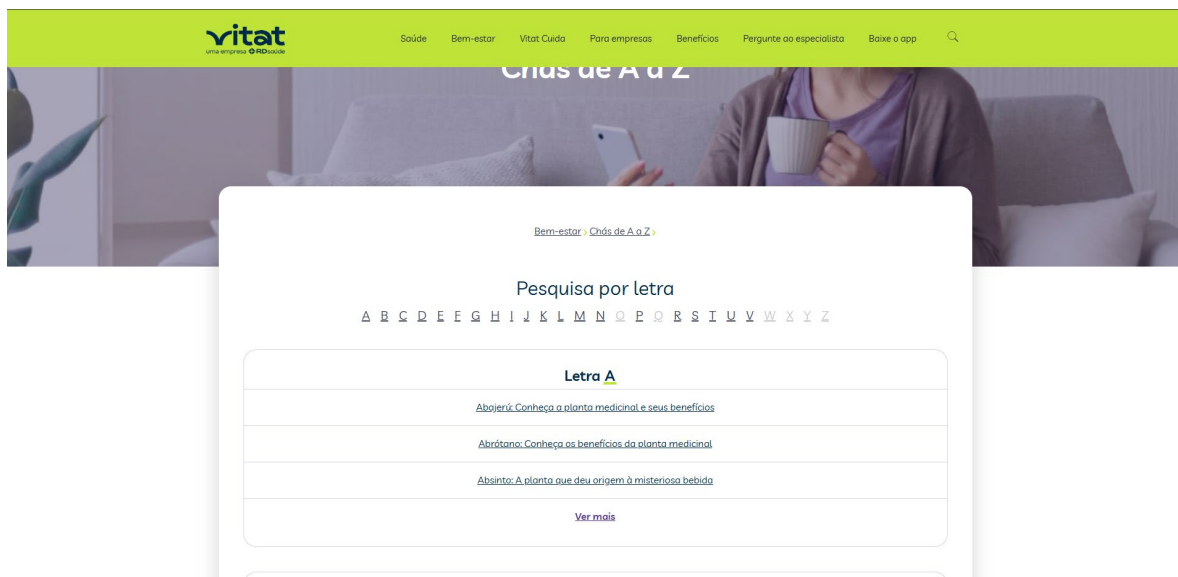 vitat
uma empresa RDsaúde
Saúde Bem-estar Vitat Cuida Para empresas Benefícios Pergunte ao especialista Baixe o app
Chás de A a Z
Bem-estar > Chás de A a Z >
Pesquisa por letra
A B C D E F G H I J K L M N O P Q R S T U V W X Y Z
Letra A
Abajerú: Conheça a planta medicinal e seus benefícios
Abrótano: Conheça os benefícios da planta medicinal
Absinto: A planta que deu origem à misteriosa bebida
Ver mais